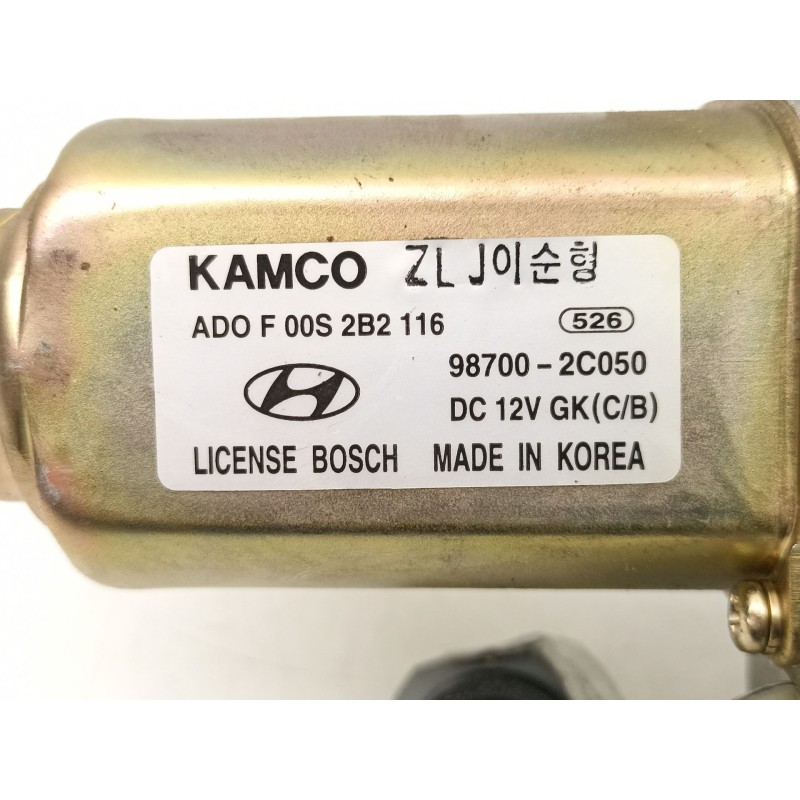 KAMCO ZL J이순형
ADO F 00S 2B2 116 526
98700-2C050
DC 12V GK(C/B)
LICENSE BOSCH MADE IN KOREA